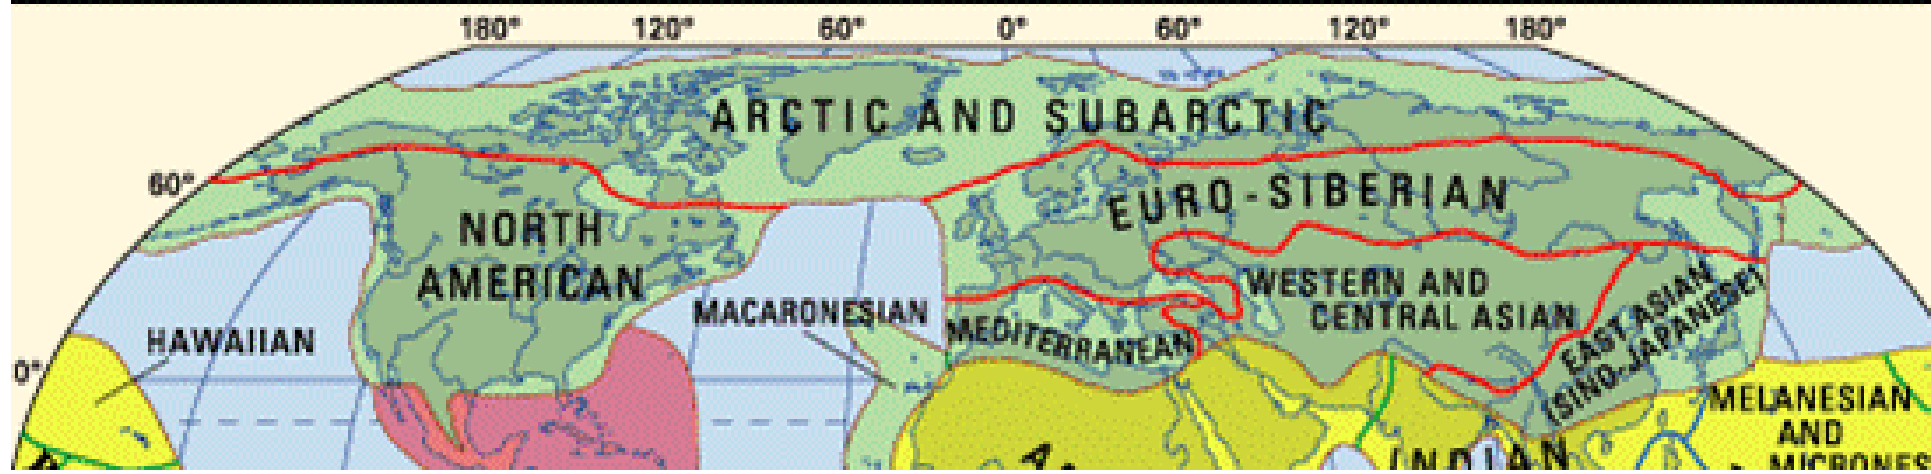 180° 120° 60° 0° 60° 120° 180°
ARCTIC AND SUBARCTIC
60°
EURO-SIBERIAN
NORTH
AMERICAN
WESTERN AND
CENTRAL ASIAN
MACARONESIAN
MEDITERRANEAN
EAST ASIAN
(SINO-JAPANESE)
HAWAIIAN
0°
MELANESIAN
AND
INDIAN